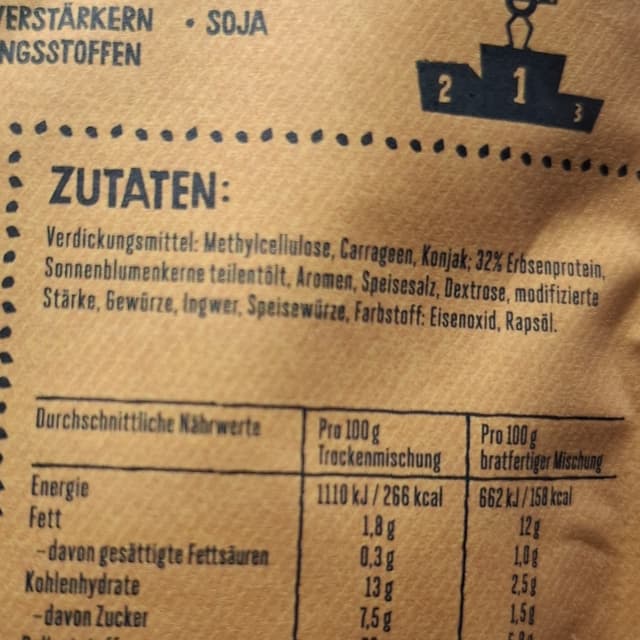 VERSTÄRKERN • SOJA
NGSSTOFFEN
2 1 3
ZUTATEN:
Verdickungsmittel: Methylcellulose, Carrageen, Konjak; 32% Erbsenprotein,
Sonnenblumenkerne teilentölt, Aromen, Speisesalz, Dextrose, modifizierte
Stärke, Gewürze, Ingwer, Speisewürze, Farbstoff: Eisenoxid, Rapsöl.
Durchschnittliche Nährwerte Pro 100 g Pro 100 g
Trockenmischung bratfertiger Mischung
Energie 1110 kJ / 266 kcal 662 kJ / 158 kcal
Fett 1,8 g 12 g
– davon gesättigte Fettsäuren 0,3 g 1,0 g
Kohlenhydrate 13 g 2,5 g
– davon Zucker 7,5 g 1,5 g